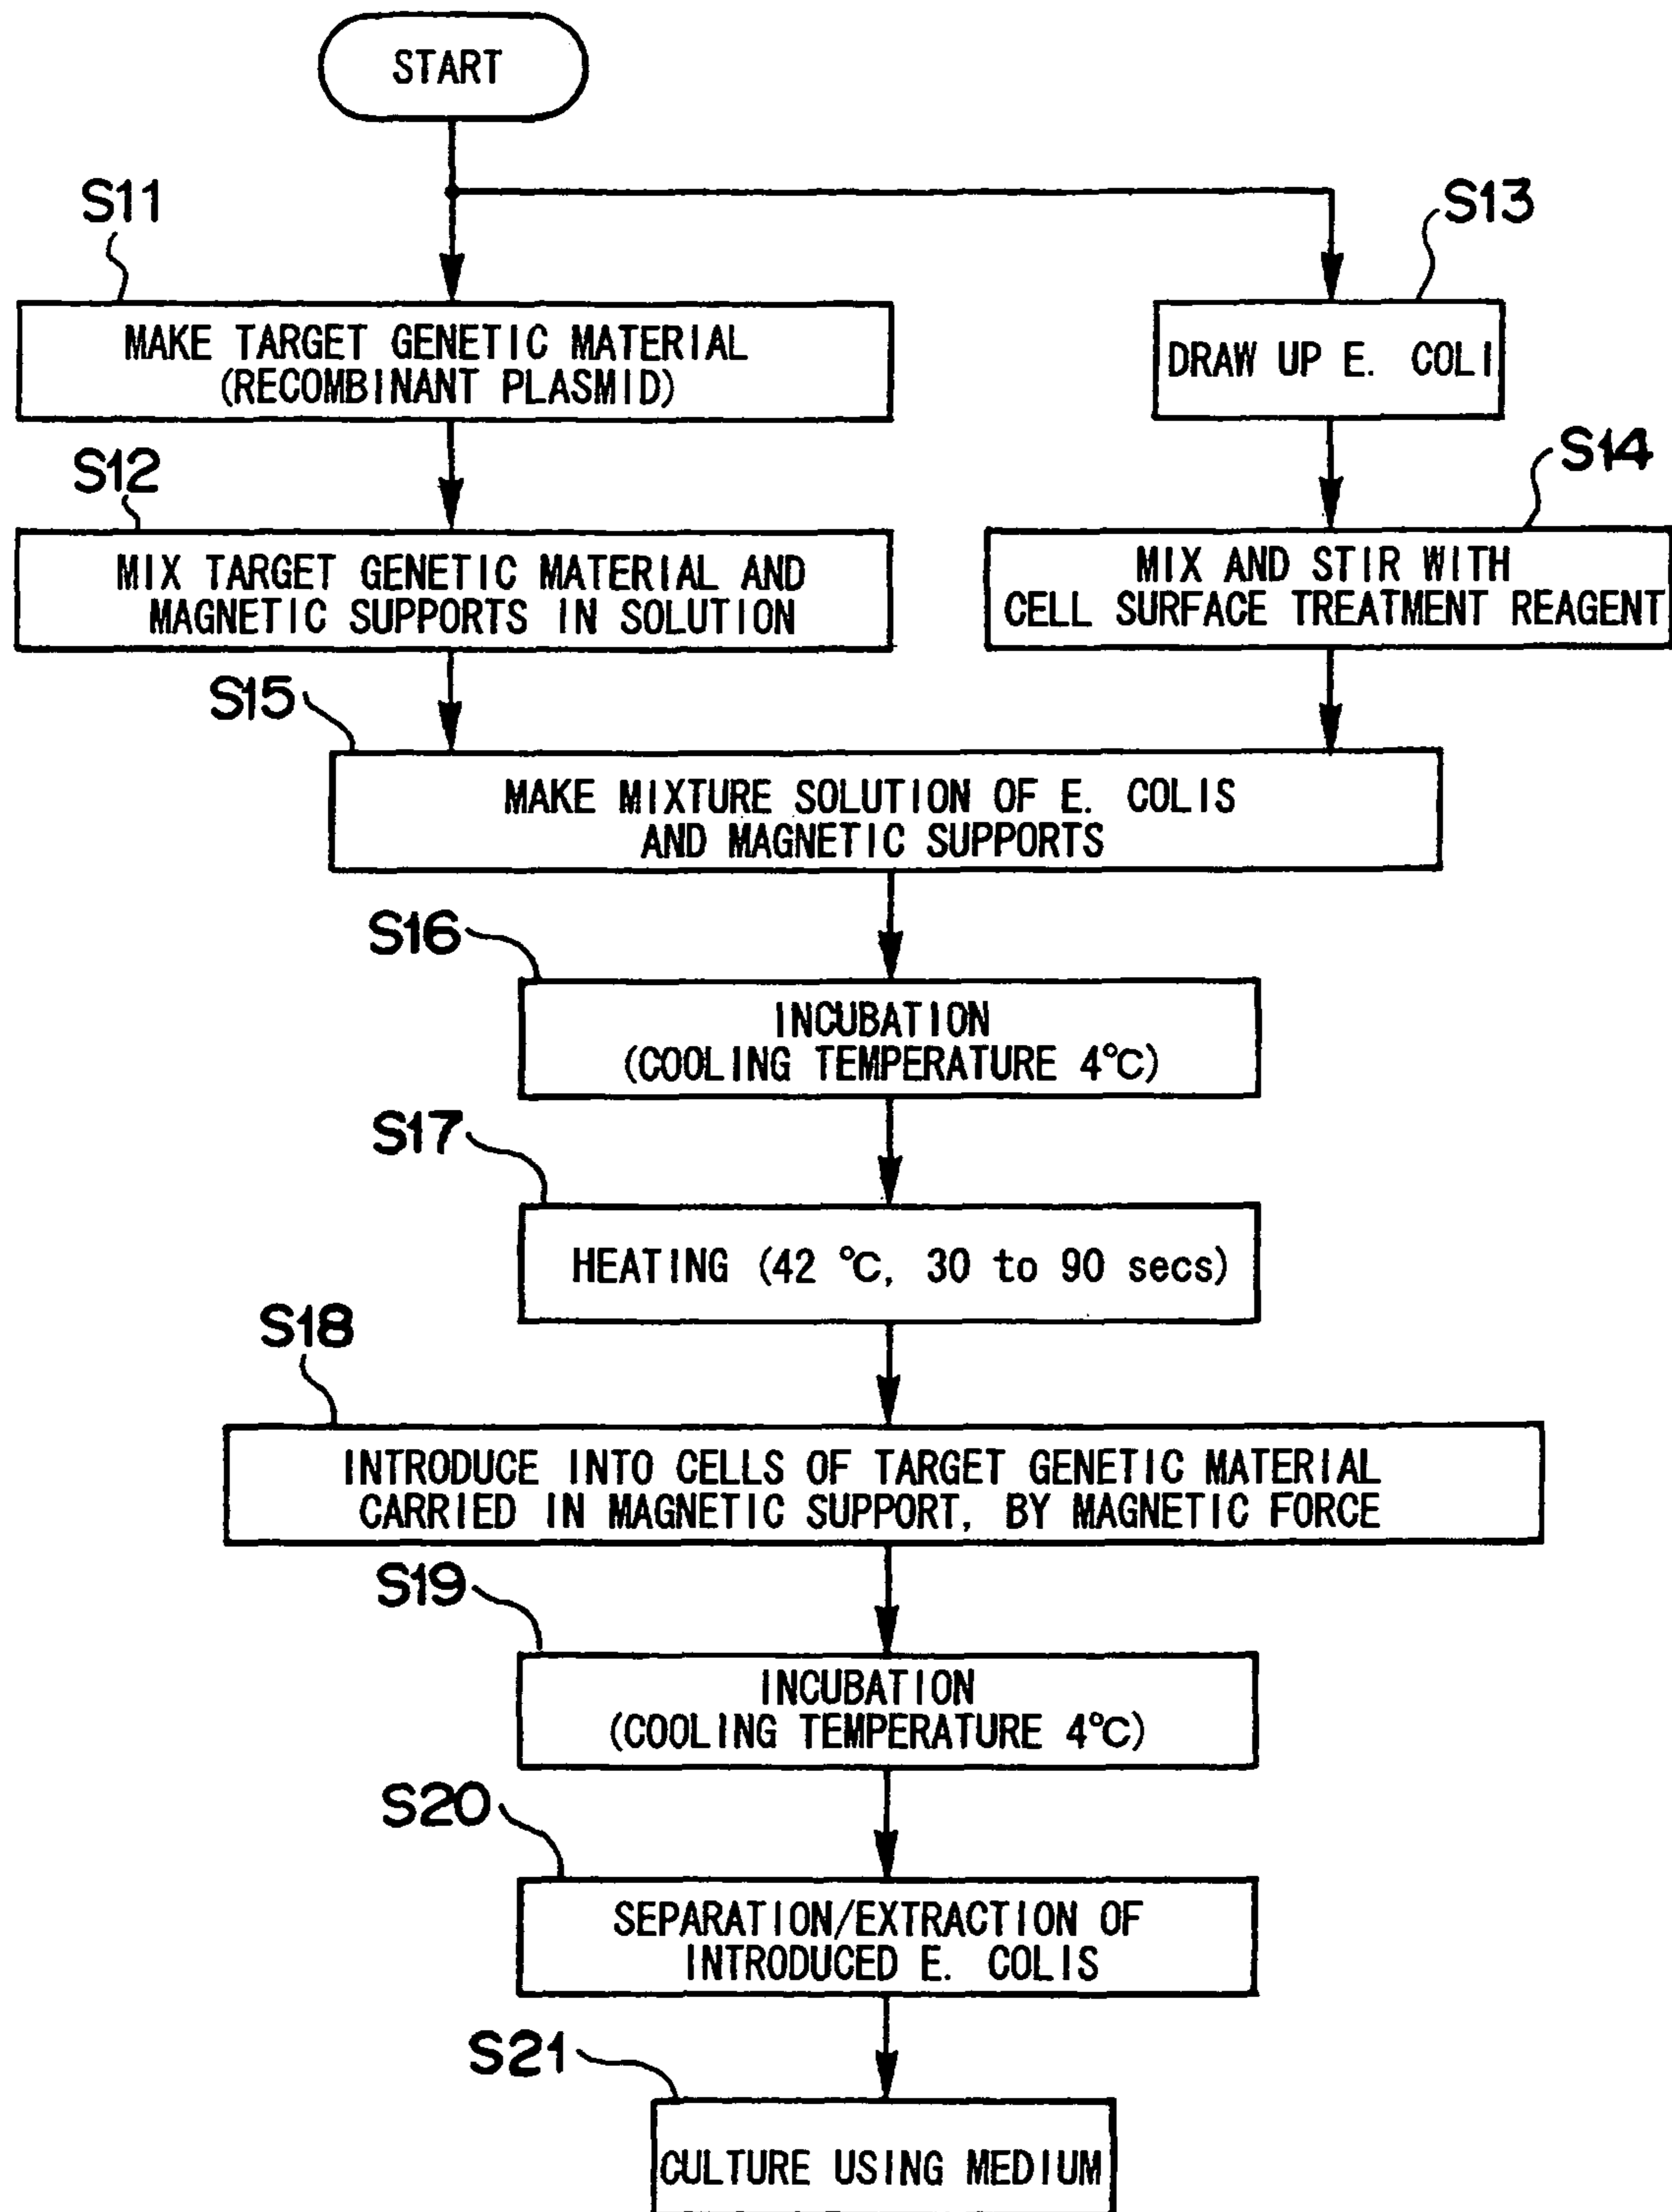 START
S11
S13
MAKE TARGET GENETIC MATERIAL
(RECOMBINANT PLASMID)
DRAW UP E. COLI
S12
S14
MIX TARGET GENETIC MATERIAL AND
MAGNETIC SUPPORTS IN SOLUTION
MIX AND STIR WITH
CELL SURFACE TREATMENT REAGENT
S15
MAKE MIXTURE SOLUTION OF E. COLIS
AND MAGNETIC SUPPORTS
S16
INCUBATION
(COOLING TEMPERATURE 4°C)
S17
HEATING (42 °C, 30 to 90 secs)
S18
INTRODUCE INTO CELLS OF TARGET GENETIC MATERIAL
CARRIED IN MAGNETIC SUPPORT, BY MAGNETIC FORCE
S19
INCUBATION
(COOLING TEMPERATURE 4°C)
S20
SEPARATION/EXTRACTION OF
INTRODUCED E. COLIS
S21
CULTURE USING MEDIUM